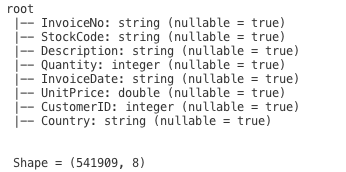 root
 |-- InvoiceNo: string (nullable = true)
 |-- StockCode: string (nullable = true)
 |-- Description: string (nullable = true)
 |-- Quantity: integer (nullable = true)
 |-- InvoiceDate: string (nullable = true)
 |-- UnitPrice: double (nullable = true)
 |-- CustomerID: integer (nullable = true)
 |-- Country: string (nullable = true)
Shape = (541909, 8)